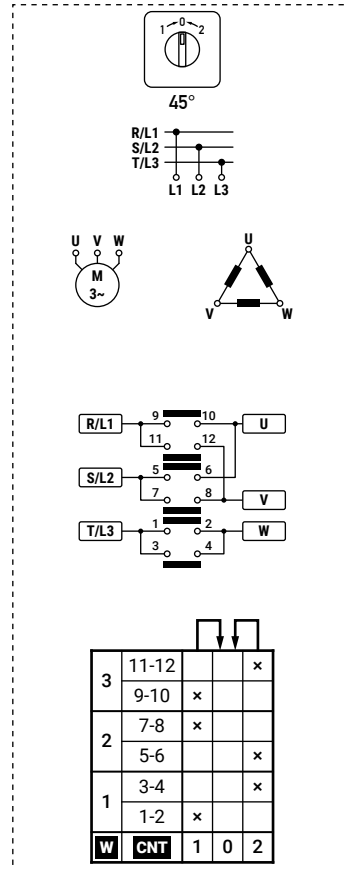 1 0 2
45°
R/L1
S/L2
T/L3
L1 L2 L3
U V W
M
3~
U
V W
R/L1 9 10 U
11 12
S/L2 5 6
7 8 V
T/L3 1 2 W
3 4
3 11-12 ×
9-10 ×
2 7-8 ×
5-6 ×
1 3-4 ×
1-2 ×
W CNT 1 0 2